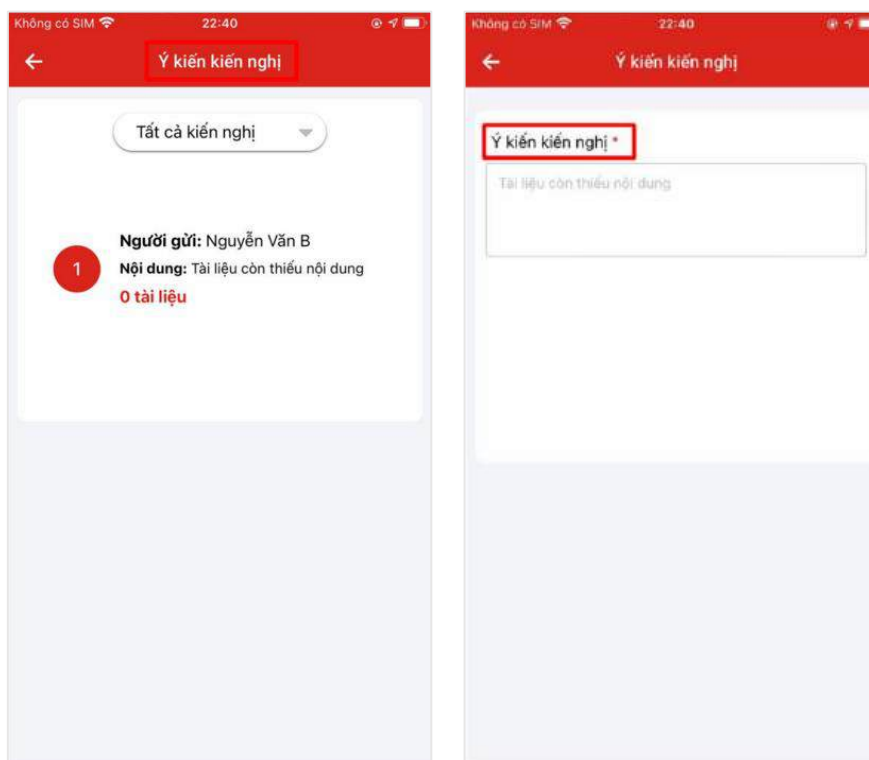 Không có SIM 22:40
Ý kiến kiến nghị
Tất cả kiến nghị
1
Người gửi: Nguyễn Văn B
Nội dung: Tài liệu còn thiếu nội dung
0 tài liệu
Không có SIM 22:40
Ý kiến kiến nghị
Ý kiến kiến nghị *
Tài liệu còn thiếu nội dung